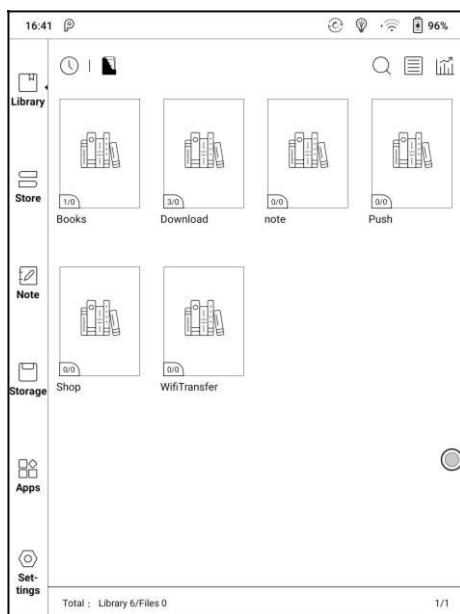 16:41
96%
Library
Store
Note
Storage
Apps
Set-
tings
1/0
3/0
0/0
0/0
Books
Download
note
Push
0/0
0/0
Shop
WifiTransfer
Total : Library 6/Files 0
1/1